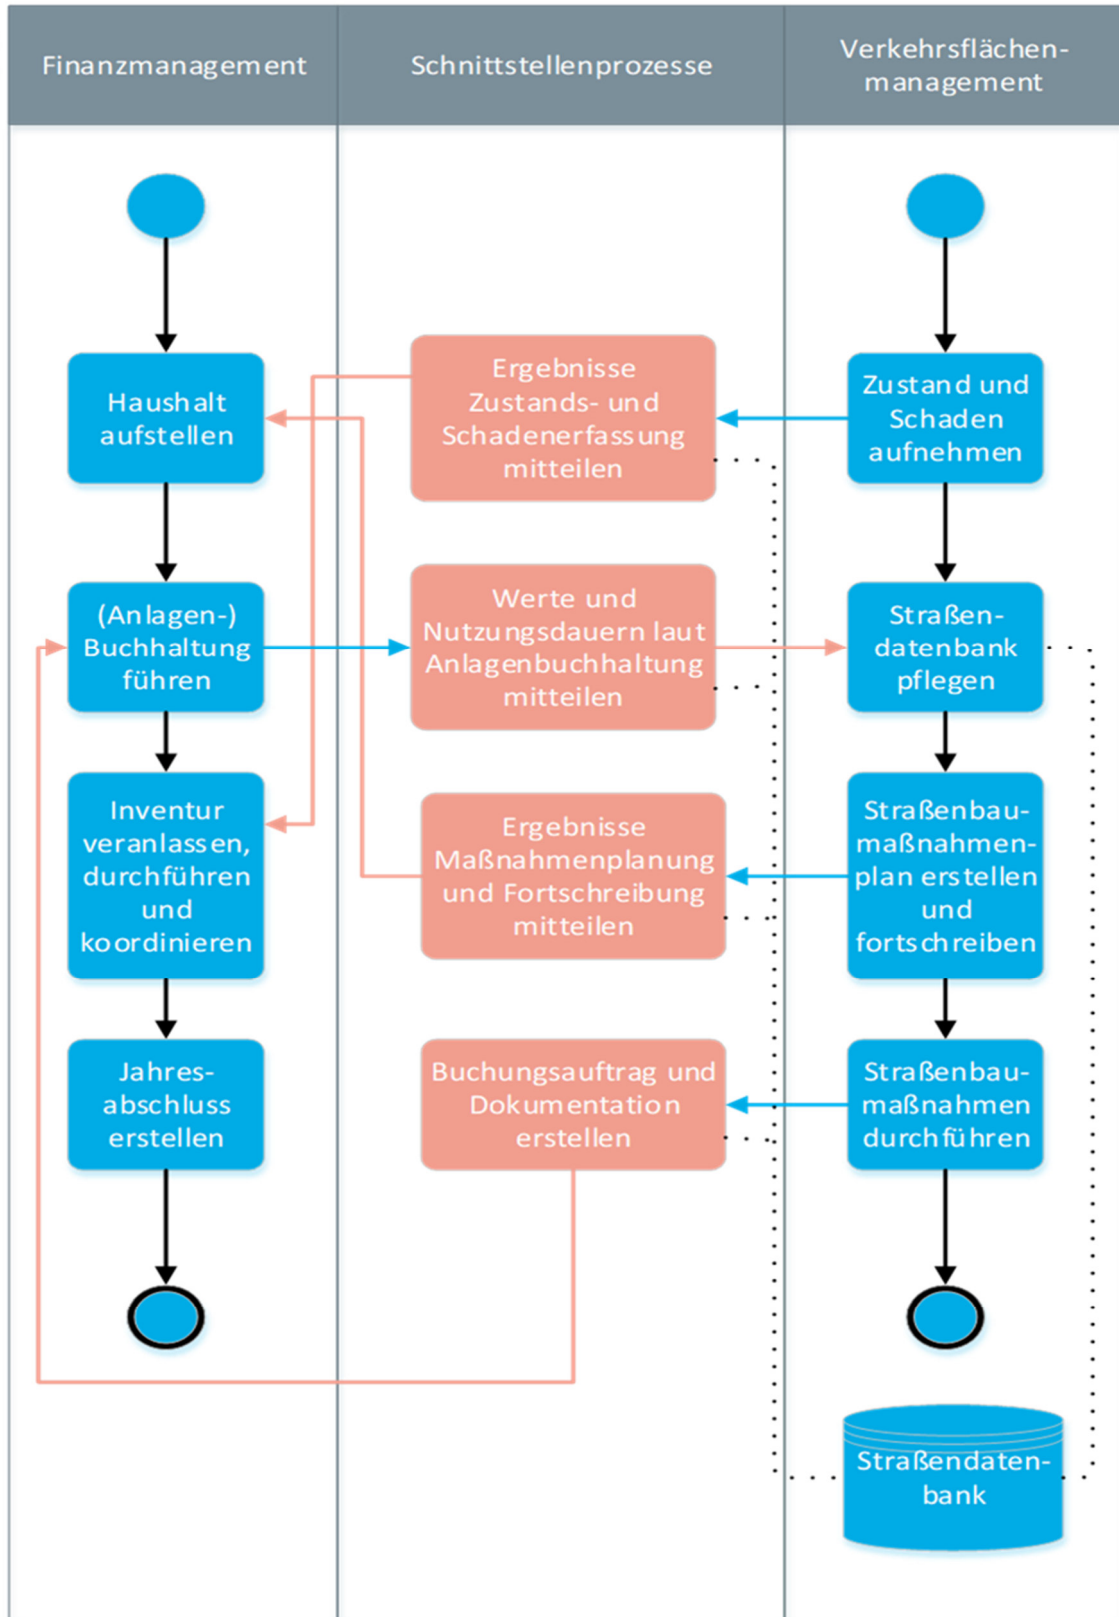 Finanzmanagement
Schnittstellenprozesse
Verkehrsflächen-
management
Haushalt
aufstellen
(Anlagen-)
Buchhaltung
führen
Inventur
veranlassen,
durchführen
und
koordinieren
Jahres-
abschluss
erstellen
Ergebnisse
Zustands- und
Schadenerfassung
mitteilen
Werte und
Nutzungsdauern laut
Anlagenbuchhaltung
mitteilen
Ergebnisse
Maßnahmenplanung
und Fortschreibung
mitteilen
Buchungsauftrag und
Dokumentation
erstellen
Zustand und
Schaden
aufnehmen
Straßen-
datenbank
pflegen
Straßenbau-
maßnahmen-
plan erstellen
und
fortschreiben
Straßenbau-
maßnahmen
durchführen
Straßendaten-
bank